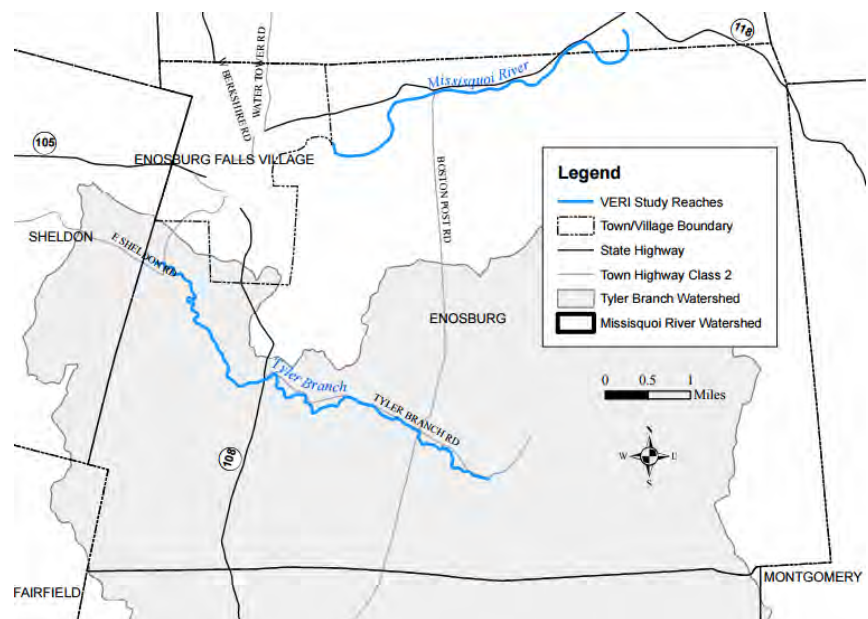 118
WATER TOWER RD
W BERKSHIRE RD
Missisquoi River
105
ENOSBURG FALLS VILLAGE
BOSTON POST RD
Legend
VERI Study Reaches
Town/Village Boundary
State Highway
Town Highway Class 2
Tyler Branch Watershed
Missisquoi River Watershed
SHELDON
E SHELDON RD
ENOSBURG
Tyler Branch
TYLER BRANCH RD
0 0.5 1
Miles
N
W E
S
108
FAIRFIELD
MONTGOMERY